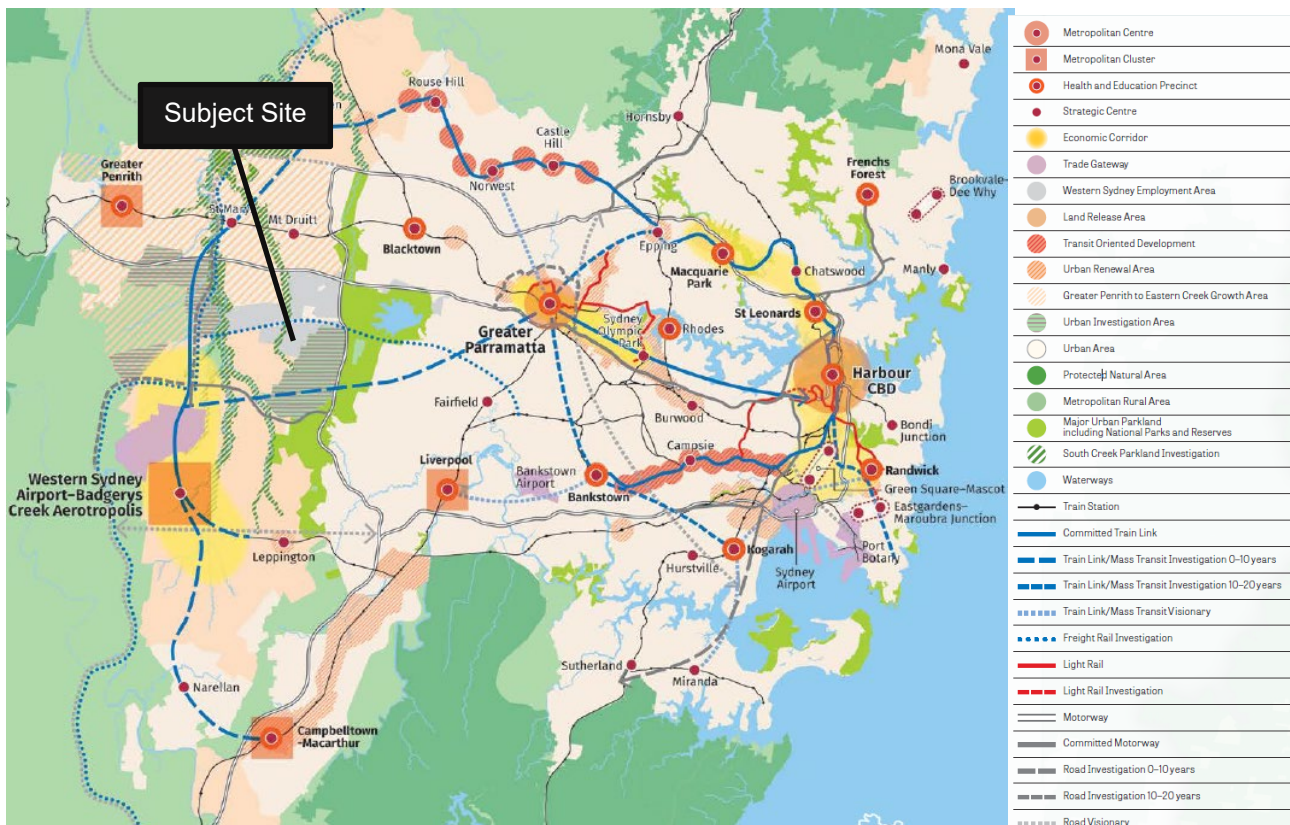 Mona Vale
Rouse Hill
Subject Site
Hornsby
Castle
Hill
Greater
Penrith
Frenchs
Forest
Norwest
Brookvale–
Dee Why
St Marys
Mt Druitt
Blacktown
Epping
Macquarie
Park
Chatswood
Manly
St Leonards
Greater
Parramatta
Sydney
Olympic
Park
Rhodes
Harbour
CBD
Fairfield
Burwood
Bondi
Junction
Liverpool
Bankstown
Airport
Campsie
Bankstown
Randwick
Western Sydney
Airport–Badgerys
Creek Aerotropolis
Green Square–Mascot
Eastgardens–
Maroubra Junction
Leppington
Kogarah
Hurstville
Sydney
Airport
Port
Botany
Sutherland
Miranda
Narellan
Campbelltown
-Macarthur
Metropolitan Centre
Metropolitan Cluster
Health and Education Precinct
Strategic Centre
Economic Corridor
Trade Gateway
Western Sydney Employment Area
Land Release Area
Transit Oriented Development
Urban Renewal Area
Greater Penrith to Eastern Creek Growth Area
Urban Investigation Area
Urban Area
Protected Natural Area
Metropolitan Rural Area
Major Urban Parkland
including National Parks and Reserves
South Creek Parkland Investigation
Waterways
Train Station
Committed Train Link
Train Link/Mass Transit Investigation 0–10 years
Train Link/Mass Transit Investigation 10–20 years
Train Link/Mass Transit Visionary
Freight Rail Investigation
Light Rail
Light Rail Investigation
Motorway
Committed Motorway
Road Investigation 0–10 years
Road Investigation 10–20 years
Road Visionary